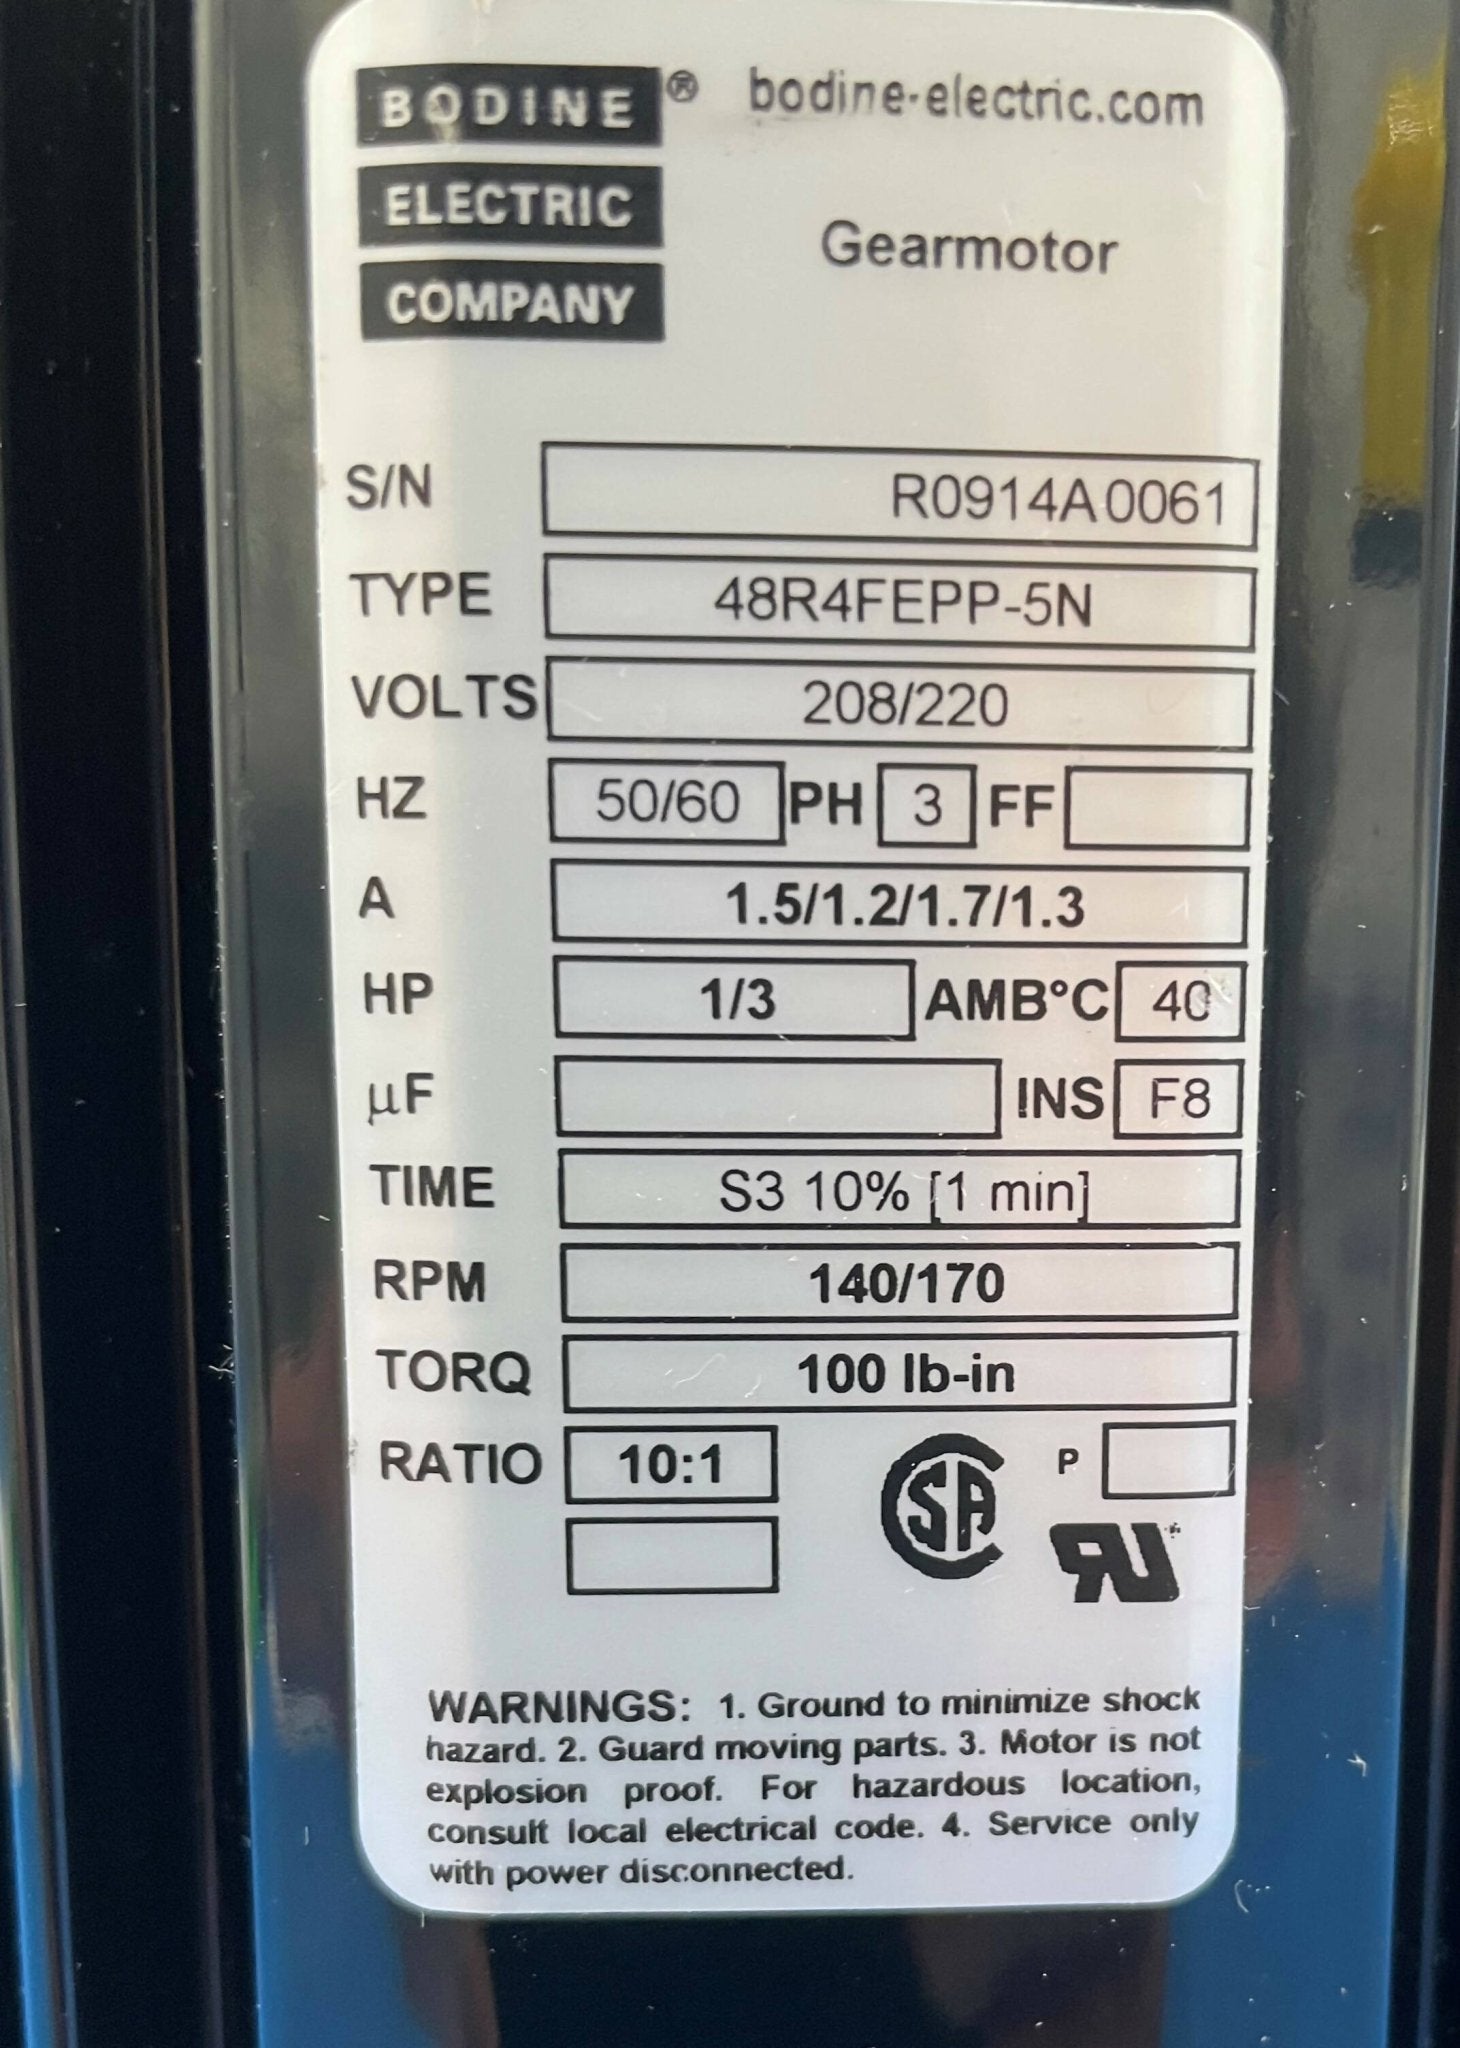 BODINE® bodine-electric.com
ELECTRIC
COMPANY
Gearmotor
S/N R0914A0061
TYPE 48R4FEPP-5N
VOLTS 208/220
HZ 50/60 PH 3 FF
A 1.5/1.2/1.7/1.3
HP 1/3 AMB°C 40
µF INS F8
TIME S3 10% [1 min]
RPM 140/170
TORQ 100 lb-in
RATIO 10:1
SA P
RU
WARNINGS: 1. Ground to minimize shock
hazard. 2. Guard moving parts. 3. Motor is not
explosion proof. For hazardous location,
consult local electrical code. 4. Service only
with power disconnected.